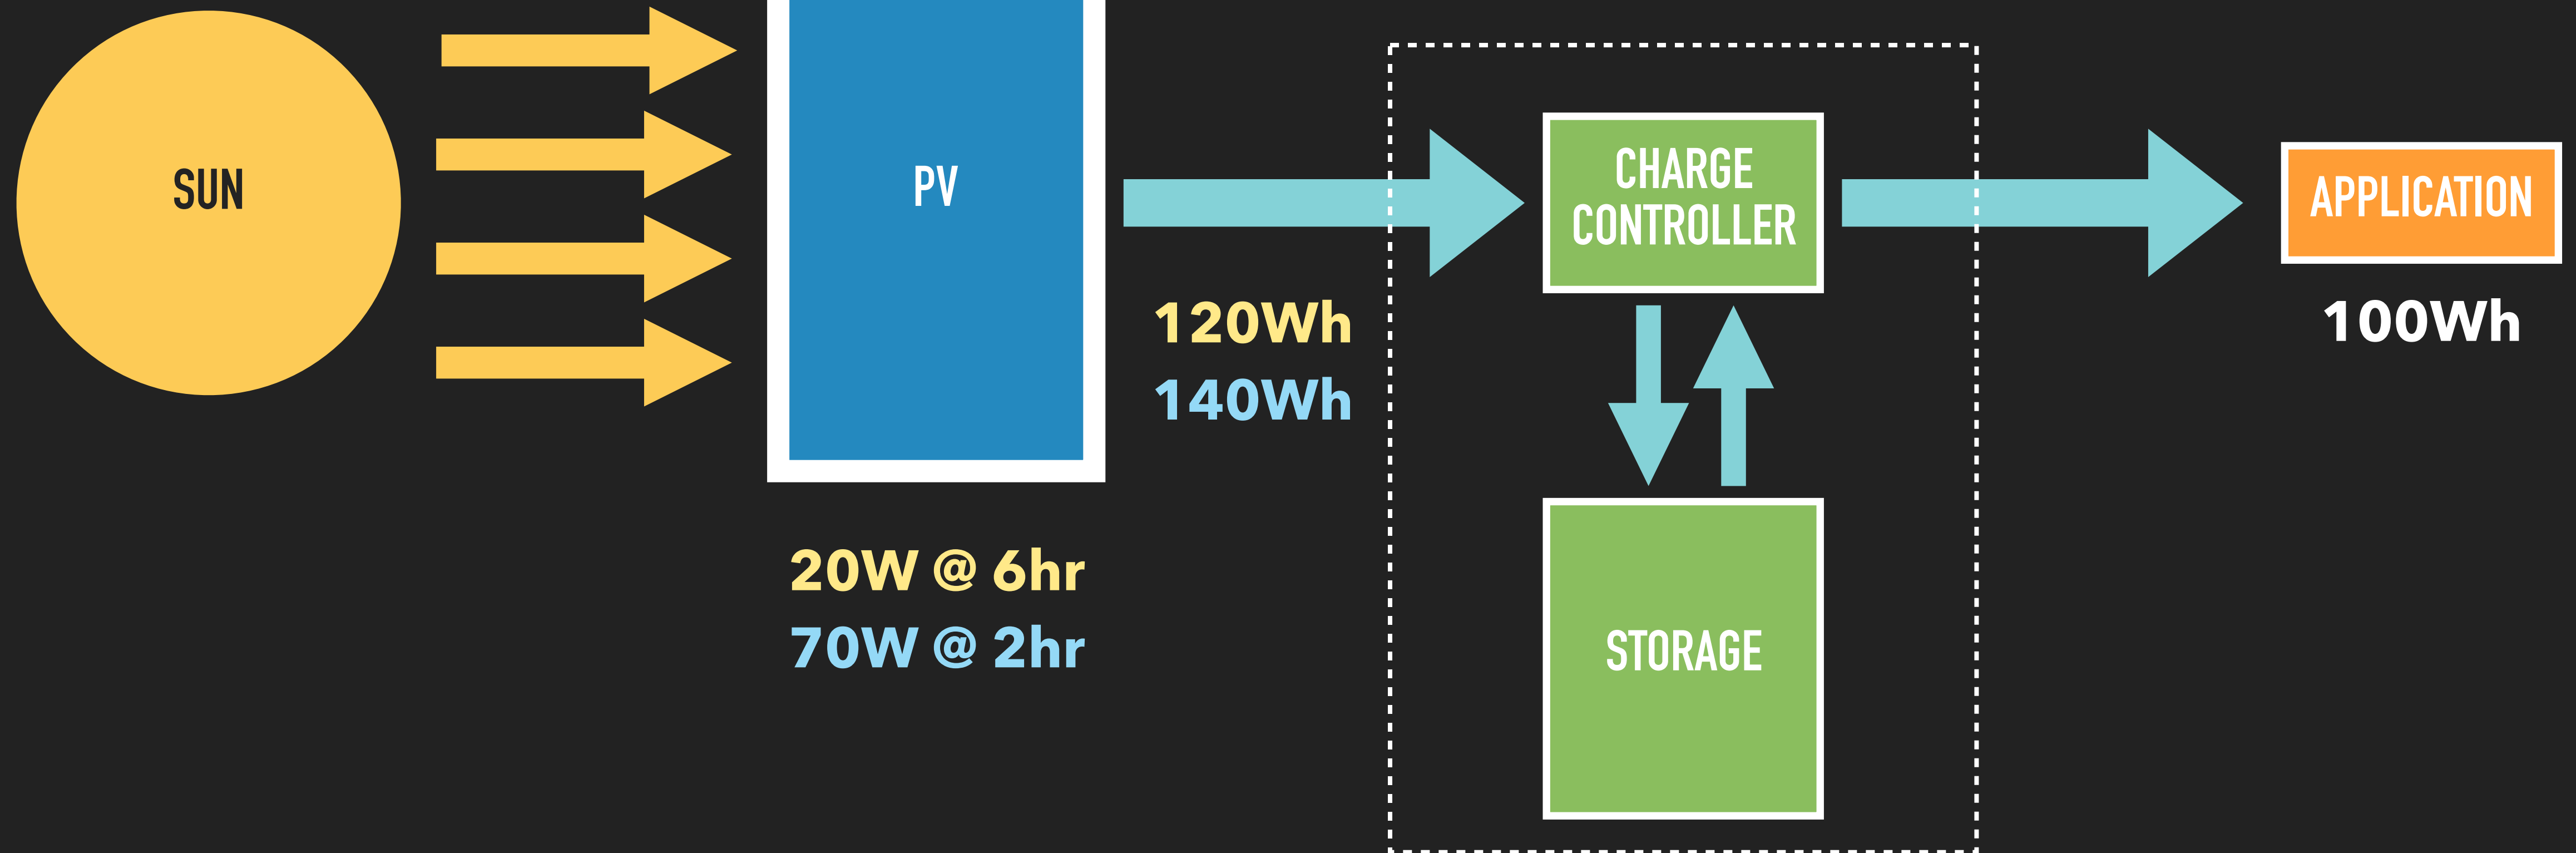 SUN
PV
20W @ 6hr
70W @ 2hr
120Wh
140Wh
CHARGE
CONTROLLER
STORAGE
APPLICATION
100Wh